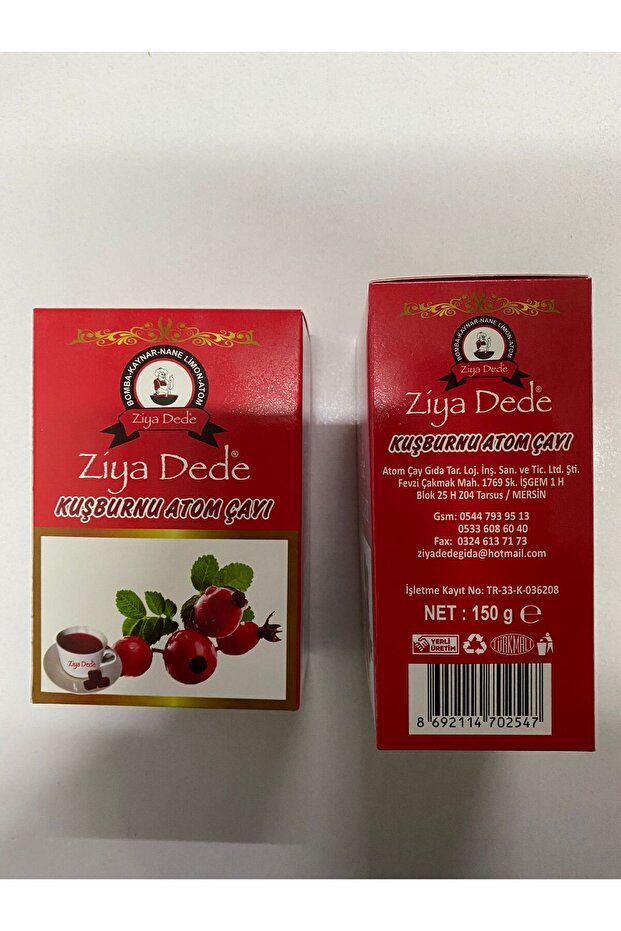 BOMBA-KAYNAR-NANE LİMON-ATOM
Ziya Dede
Ziya Dede®
KUŞBURNU ATOM ÇAYI
Ziya Dede
BOMBA-KAYNAR-NANE LİMON-ATOM
Ziya Dede
Ziya Dede®
KUŞBURNU ATOM ÇAYI
Atom Çay Gıda Tar. Loj. İnş. San. ve Tic. Ltd. Şti.
Fevzi Çakmak Mah. 1769 Sk. İŞGEM 1 H
Blok 25 H Z04 Tarsus / MERSİN
Gsm: 0544 793 95 13
0533 608 60 40
Fax: 0324 613 71 73
ziyadedegida@hotmail.com
İşletme Kayıt No: TR-33-K-036208
NET : 150 g ℮
YERLİ
ÜRETİM
TÜRKMALI
8 692114 702547